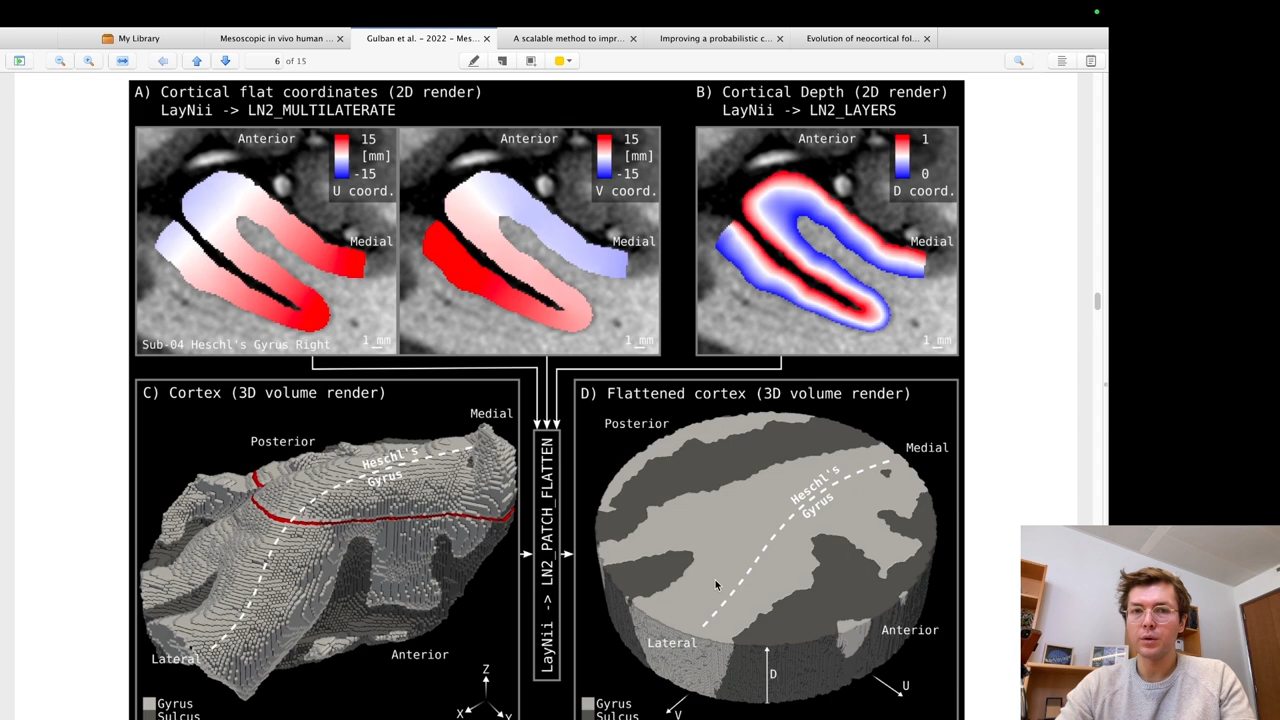 My Library
Mesoscopic in vivo human ...
Gulban et al. - 2022 - Mes...
A scalable method to impr...
Improving a probabilistic c...
Evolution of neocortical fol...
6 of 15
A) Cortical flat coordinates (2D render)
LayNii -> LN2_MULTILATERATE
B) Cortical Depth (2D render)
LayNii -> LN2_LAYERS
Anterior
15
[mm]
-15
U coord.
Medial
Sub-04 Heschl's Gyrus Right
1 mm
Anterior
15
[mm]
-15
V coord.
Medial
1 mm
Anterior
1
0
D coord.
Medial
1 mm
C) Cortex (3D volume render)
Medial
Posterior
Heschl's
Gyrus
Lateral
Anterior
Z
X
Y
Gyrus
Sulcus
LayNii -> LN2_PATCH_FLATTEN
D) Flattened cortex (3D volume render)
Posterior
Medial
Heschl's
Gyrus
Lateral
Anterior
D
U
V
Gyrus
Sulcus